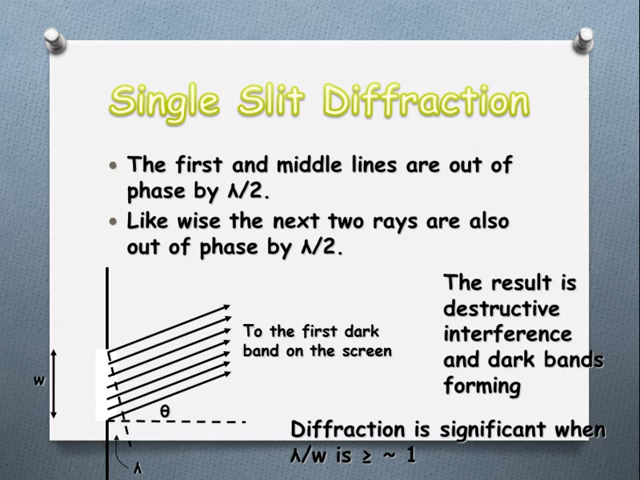 Single Slit Diffraction
• The first and middle lines are out of
phase by λ/2.
• Like wise the next two rays are also
out of phase by λ/2.
The result is
destructive
interference
and dark bands
forming
To the first dark
band on the screen
w
θ
Diffraction is significant when
λ/w is ≥ ~ 1
λ